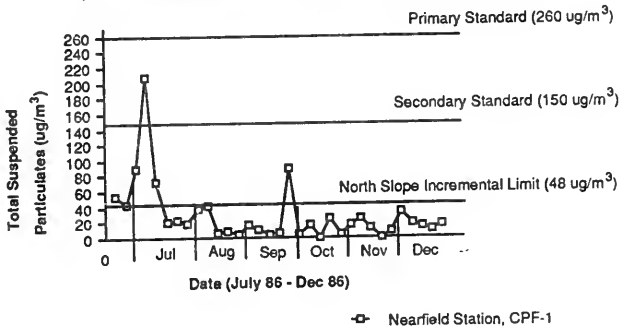 Primary Standard (260 ug/m3)
Secondary Standard (150 ug/m3)
North Slope Incremental Limit (48 ug/m3)
Total Suspended
Particulates (ug/m3)
260
240
220
200
180
160
140
120
100
80
60
40
20
0
0
Jul
Aug
Sep
Oct
Nov
Dec
Date (July 86 - Dec 86)
Nearfield Station, CPF-1